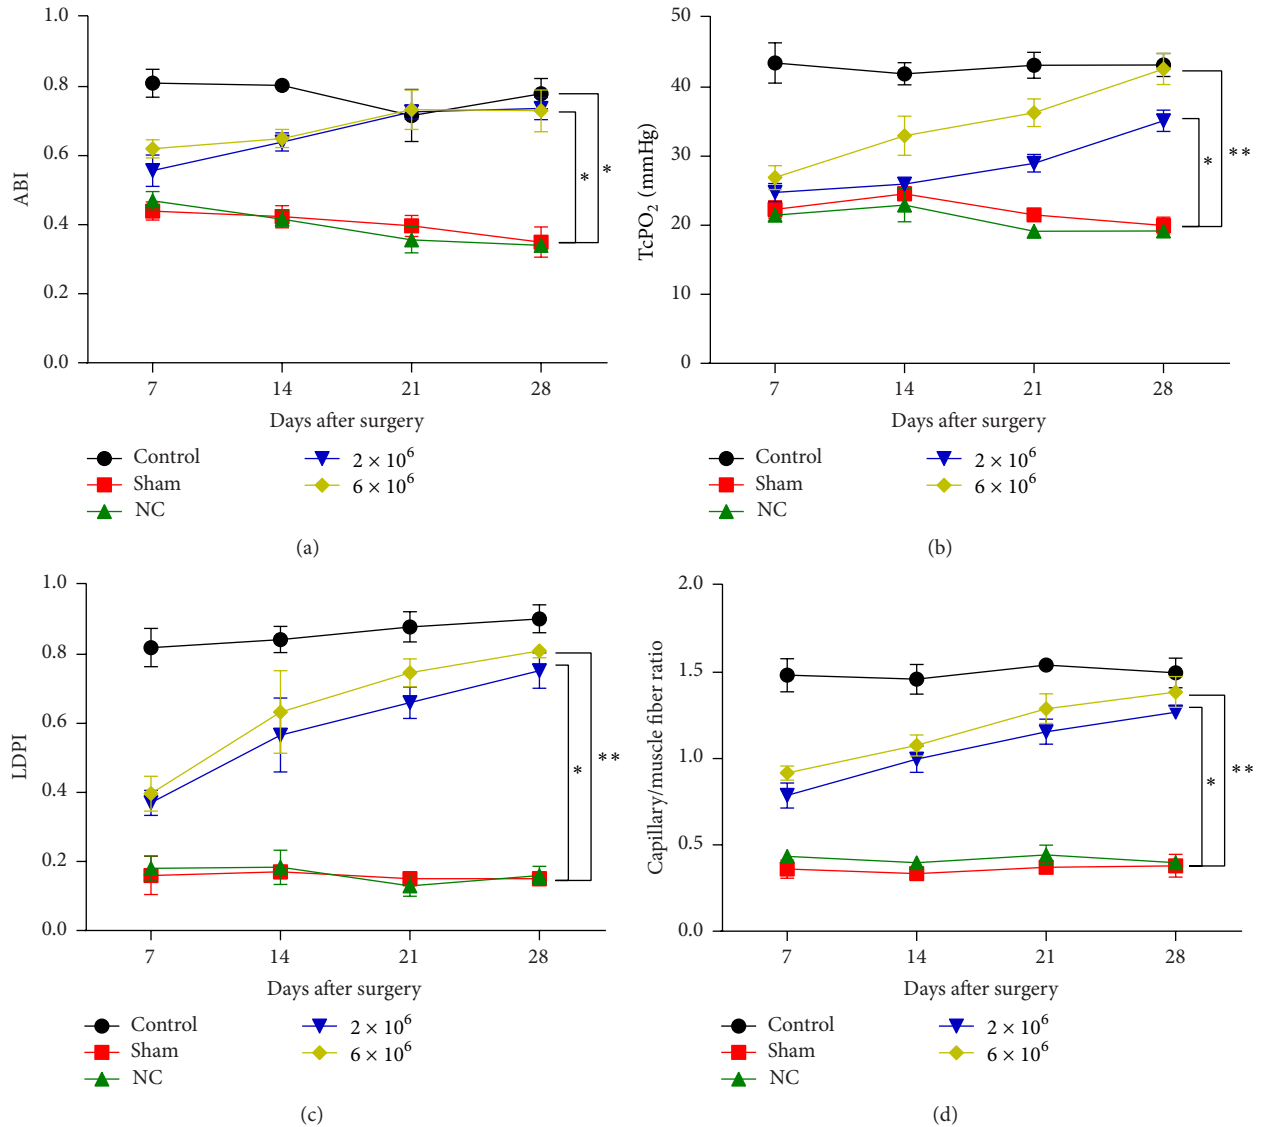 1.0
0.8
0.6
0.4
0.2
0.0
ABI
7 14 21 28
Days after surgery
* *
Control 2 × 10⁶
Sham 6 × 10⁶
NC
(a)
50
40
30
20
10
0
TcPO₂ (mmHg)
7 14 21 28
Days after surgery
* **
Control 2 × 10⁶
Sham 6 × 10⁶
NC
(b)
1.0
0.8
0.6
0.4
0.2
0.0
LDPI
7 14 21 28
Days after surgery
* **
Control 2 × 10⁶
Sham 6 × 10⁶
NC
(c)
2.0
1.5
1.0
0.5
0.0
Capillary/muscle fiber ratio
7 14 21 28
Days after surgery
* **
Control 2 × 10⁶
Sham 6 × 10⁶
NC
(d)